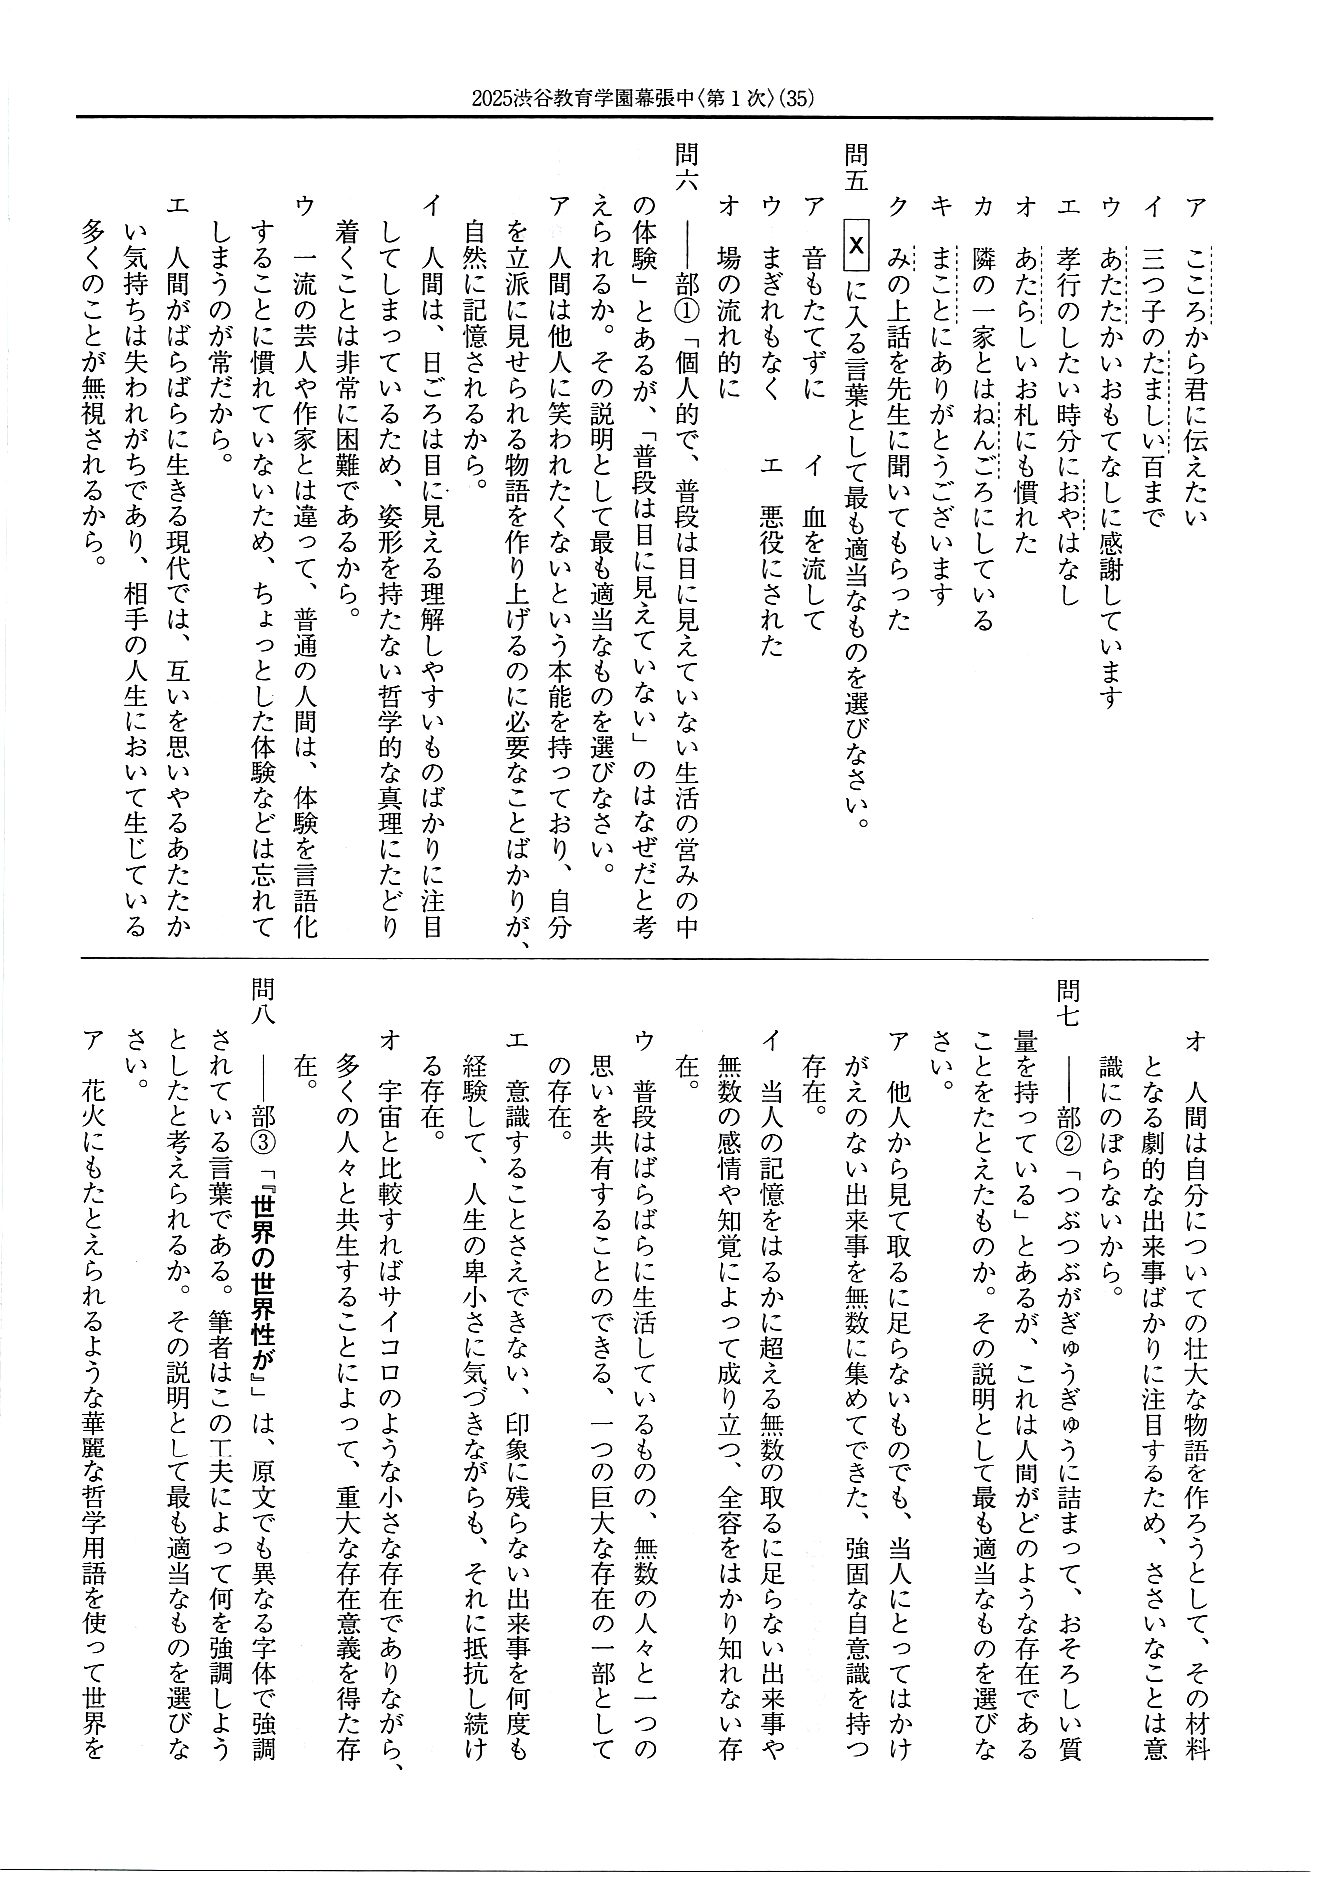 2025渋谷教育学園幕張中〈第１次〉(35)
ア　こころから君に伝えたい
イ　三つ子のたましい百まで
ウ　あたたかいおもてなしに感謝しています
エ　孝行のしたい時分におやはなし
オ　あたらしいお札にも慣れた
カ　隣の一家とはねんごろにしている
キ　まことにありがとうございます
ク　みの上話を先生に聞いてもらった
問五　Xに入る言葉として最も適当なものを選びなさい。
ア　音もたてずに　　イ　血を流して
ウ　まぎれもなく　　エ　悪役にされた
オ　場の流れ的に
問六　──部①「個人的で、普段は目に見えていない生活の営みの中
の体験」とあるが、「普段は目に見えていない」のはなぜだと考
えられるか。その説明として最も適当なものを選びなさい。
ア　人間は他人に笑われたくないという本能を持っており、自分
を立派に見せられる物語を作り上げるのに必要なことばかりが、
自然に記憶されるから。
イ　人間は、日ごろは目に見える理解しやすいものばかりに注目
してしまっているため、姿形を持たない哲学的な真理にたどり
着くことは非常に困難であるから。
ウ　一流の芸人や作家とは違って、普通の人間は、体験を言語化
することに慣れていないため、ちょっとした体験などは忘れて
しまうのが常だから。
エ　人間がばらばらに生きる現代では、互いを思いやるあたたか
い気持ちは失われがちであり、相手の人生において生じている
多くのことが無視されるから。
オ　人間は自分についての壮大な物語を作ろうとして、その材料
となる劇的な出来事ばかりに注目するため、ささいなことは意
識にのぼらないから。
問七　──部②「つぶつぶがぎゅうぎゅうに詰まって、おそろしい質
量を持っている」とあるが、これは人間がどのような存在である
ことをたとえたものか。その説明として最も適当なものを選びな
さい。
ア　他人から見て取るに足らないものでも、当人にとってはかけ
がえのない出来事を無数に集めてできた、強固な自意識を持つ
存在。
イ　当人の記憶をはるかに超える無数の取るに足らない出来事や
無数の感情や知覚によって成り立つ、全容をはかり知れない存
在。
ウ　普段はばらばらに生活しているものの、無数の人々と一つの
思いを共有することのできる、一つの巨大な存在の一部として
の存在。
エ　意識することさえできない、印象に残らない出来事を何度も
経験して、人生の卑小さに気づきながらも、それに抵抗し続け
る存在。
オ　宇宙と比較すればサイコロのような小さな存在でありながら、
多くの人々と共生することによって、重大な存在意義を得た存
在。
問八　──部③「『世界の世界性が』」は、原文でも異なる字体で強調
されている言葉である。筆者はこの工夫によって何を強調しよう
としたと考えられるか。その説明として最も適当なものを選びな
さい。
ア　花火にもたとえられるような華麗な哲学用語を使って世界を